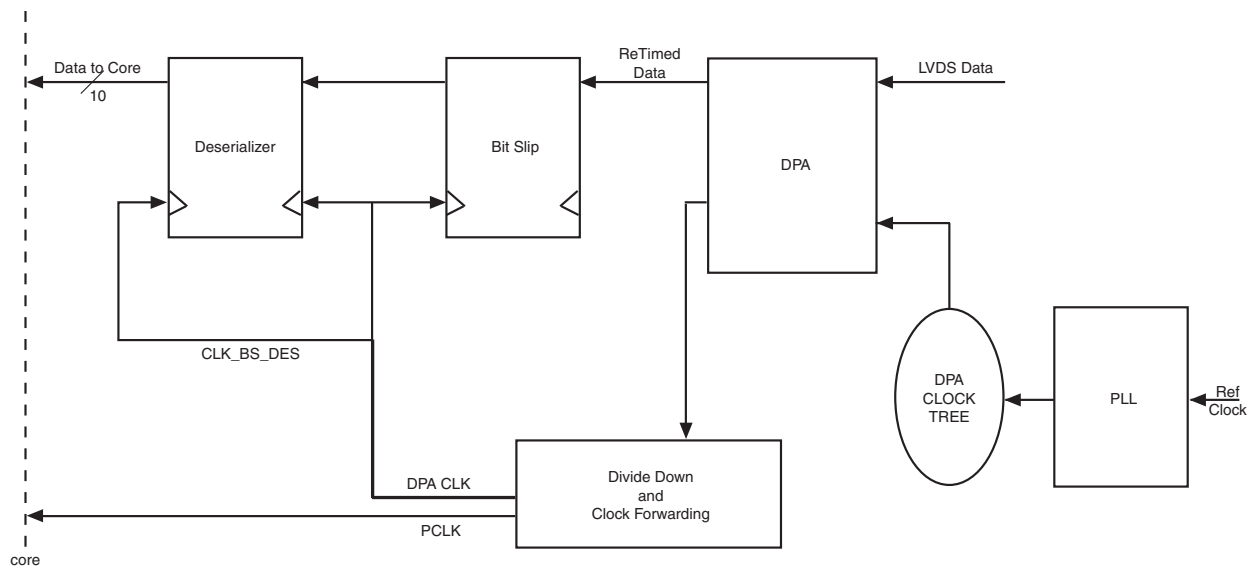 ReTimed
Data
Data to Core
10
LVDS Data
Deserializer
Bit Slip
DPA
CLK_BS_DES
DPA
CLOCK
TREE
PLL
Ref
Clock
DPA CLK
Divide Down
and
Clock Forwarding
PCLK
core